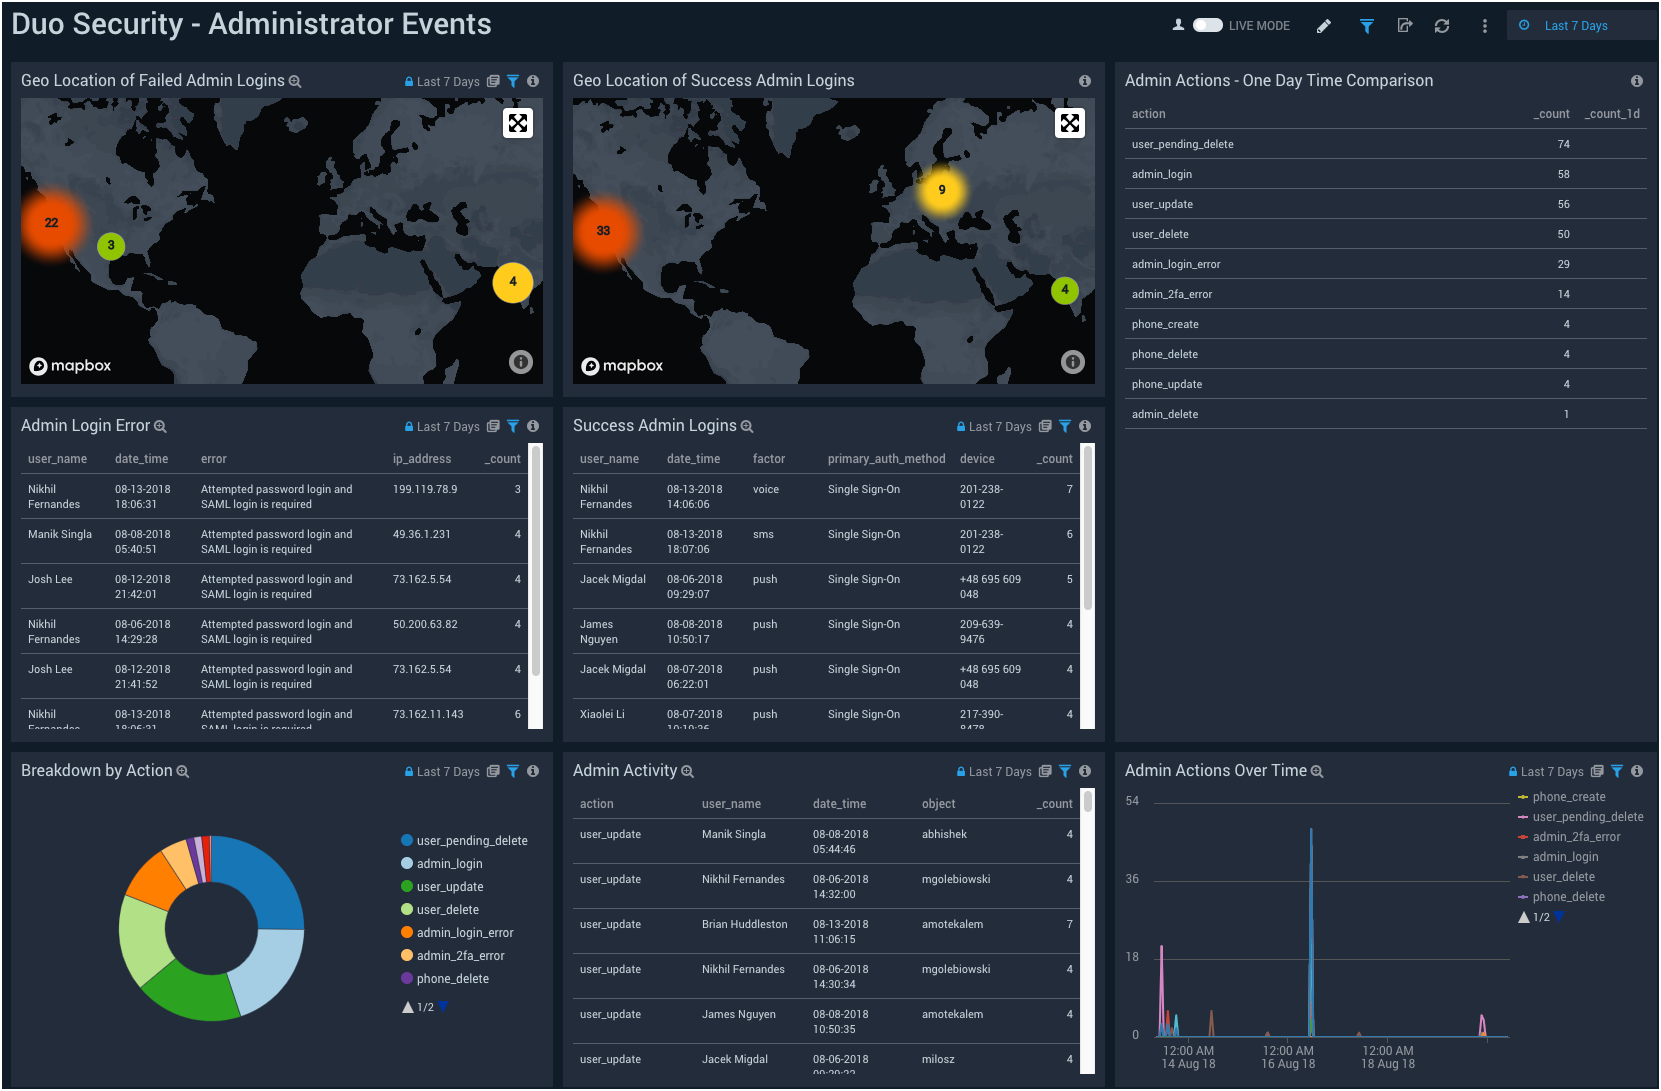 Duo Security - Administrator Events
LIVE MODE
Last 7 Days
Geo Location of Failed Admin Logins
Last 7 Days
22
3
4
mapbox
Geo Location of Success Admin Logins
33
9
4
mapbox
Admin Actions - One Day Time Comparison
action _count _count_1d
user_pending_delete 74
admin_login 58
user_update 56
user_delete 50
admin_login_error 29
admin_2fa_error 14
phone_create 4
phone_delete 4
phone_update 4
admin_delete 1
Admin Login Error
Last 7 Days
user_name date_time error ip_address _count
Nikhil 08-13-2018 Attempted password login and 199.119.78.9 3
Fernandes 18:06:31 SAML login is required
Manik Singla 08-08-2018 Attempted password login and 49.36.1.231 4
05:40:51 SAML login is required
Josh Lee 08-12-2018 Attempted password login and 73.162.5.54 4
21:42:01 SAML login is required
Nikhil 08-06-2018 Attempted password login and 50.200.63.82 4
Fernandes 14:29:28 SAML login is required
Josh Lee 08-12-2018 Attempted password login and 73.162.5.54 4
21:41:52 SAML login is required
Nikhil 08-13-2018 Attempted password login and 73.162.11.143 6
Fernandes 18:06:31 SAML login is required
Success Admin Logins
Last 7 Days
user_name date_time factor primary_auth_method device _count
Nikhil 08-13-2018 voice Single Sign-On 201-238- 7
Fernandes 14:06:06 0122
Nikhil 08-13-2018 sms Single Sign-On 201-238- 6
Fernandes 18:07:06 0122
Jacek Migdal 08-06-2018 push Single Sign-On +48 695 609 5
09:29:07 048
James 08-08-2018 push Single Sign-On 209-639- 4
Nguyen 10:50:17 9476
Jacek Migdal 08-07-2018 push Single Sign-On +48 695 609 4
06:22:01 048
Xiaolei Li 08-07-2018 push Single Sign-On 217-390- 4
Breakdown by Action
Last 7 Days
user_pending_delete
admin_login
user_update
user_delete
admin_login_error
admin_2fa_error
phone_delete
1/2
Admin Activity
Last 7 Days
action user_name date_time object _count
user_update Manik Singla 08-08-2018 abhishek 4
05:44:46
user_update Nikhil Fernandes 08-06-2018 mgolebiowski 4
14:32:00
user_update Brian Huddleston 08-13-2018 amotekalem 7
11:06:15
user_update Nikhil Fernandes 08-06-2018 mgolebiowski 4
14:30:34
user_update James Nguyen 08-08-2018 amotekalem 4
10:50:35
user_update Jacek Migdal 08-06-2018 milosz 4
Admin Actions Over Time
Last 7 Days
54
36
18
0
12:00 AM 12:00 AM 12:00 AM
14 Aug 18 16 Aug 18 18 Aug 18
phone_create
user_pending_delete
admin_2fa_error
admin_login
user_delete
phone_delete
1/2